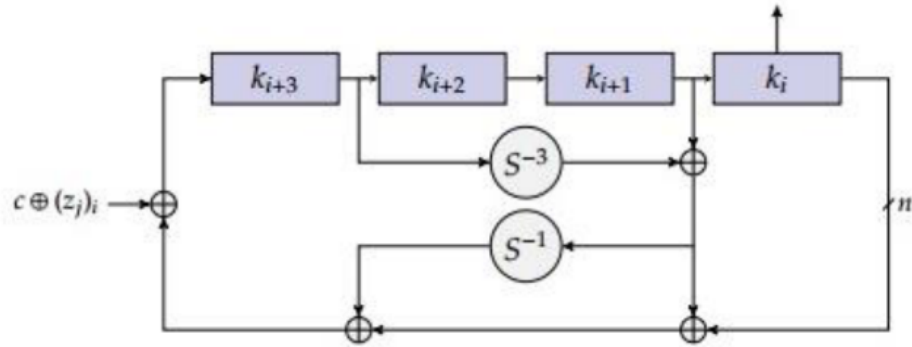 k_{i+3} k_{i+2} k_{i+1} k_i
S^{-3}
c ⊕ (z_j)_i
n
S^{-1}